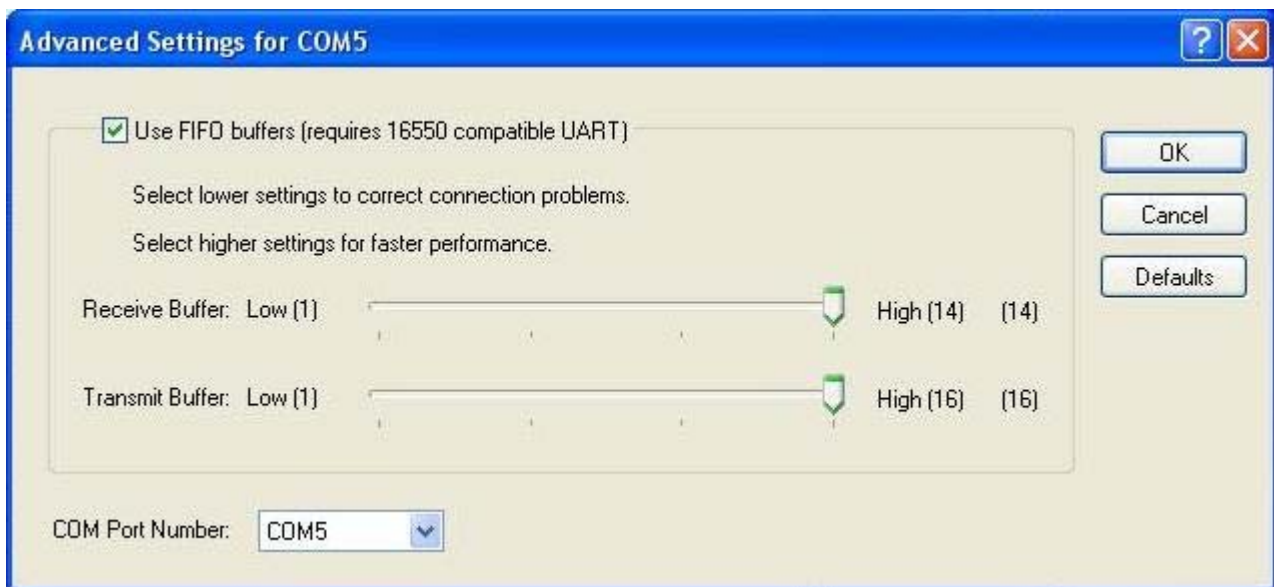 Advanced Settings for COM5
Use FIFO buffers (requires 16550 compatible UART)
Select lower settings to correct connection problems.
Select higher settings for faster performance.
Receive Buffer: Low (1) High (14) (14)
Transmit Buffer: Low (1) High (16) (16)
COM Port Number: COM5
OK
Cancel
Defaults